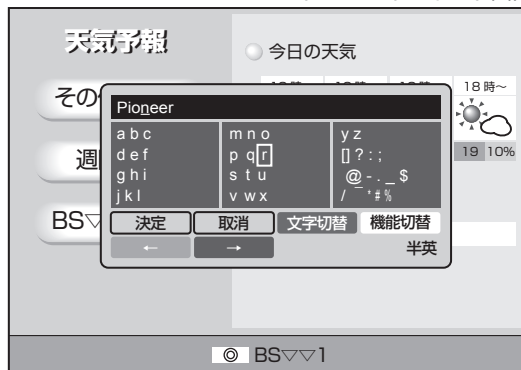 天気予報
今日の天気
18時〜
その
Pioneer
a b c
d e f
g h i
j k l
m n o
p q r
s t u
v w x
y z
[] ? : ;
@ - . _ $
/ ‾ ' # %
週
19 10%
BS▽
決定 取消 文字切替 機能切替
← → 半英
◎ BS▽▽1